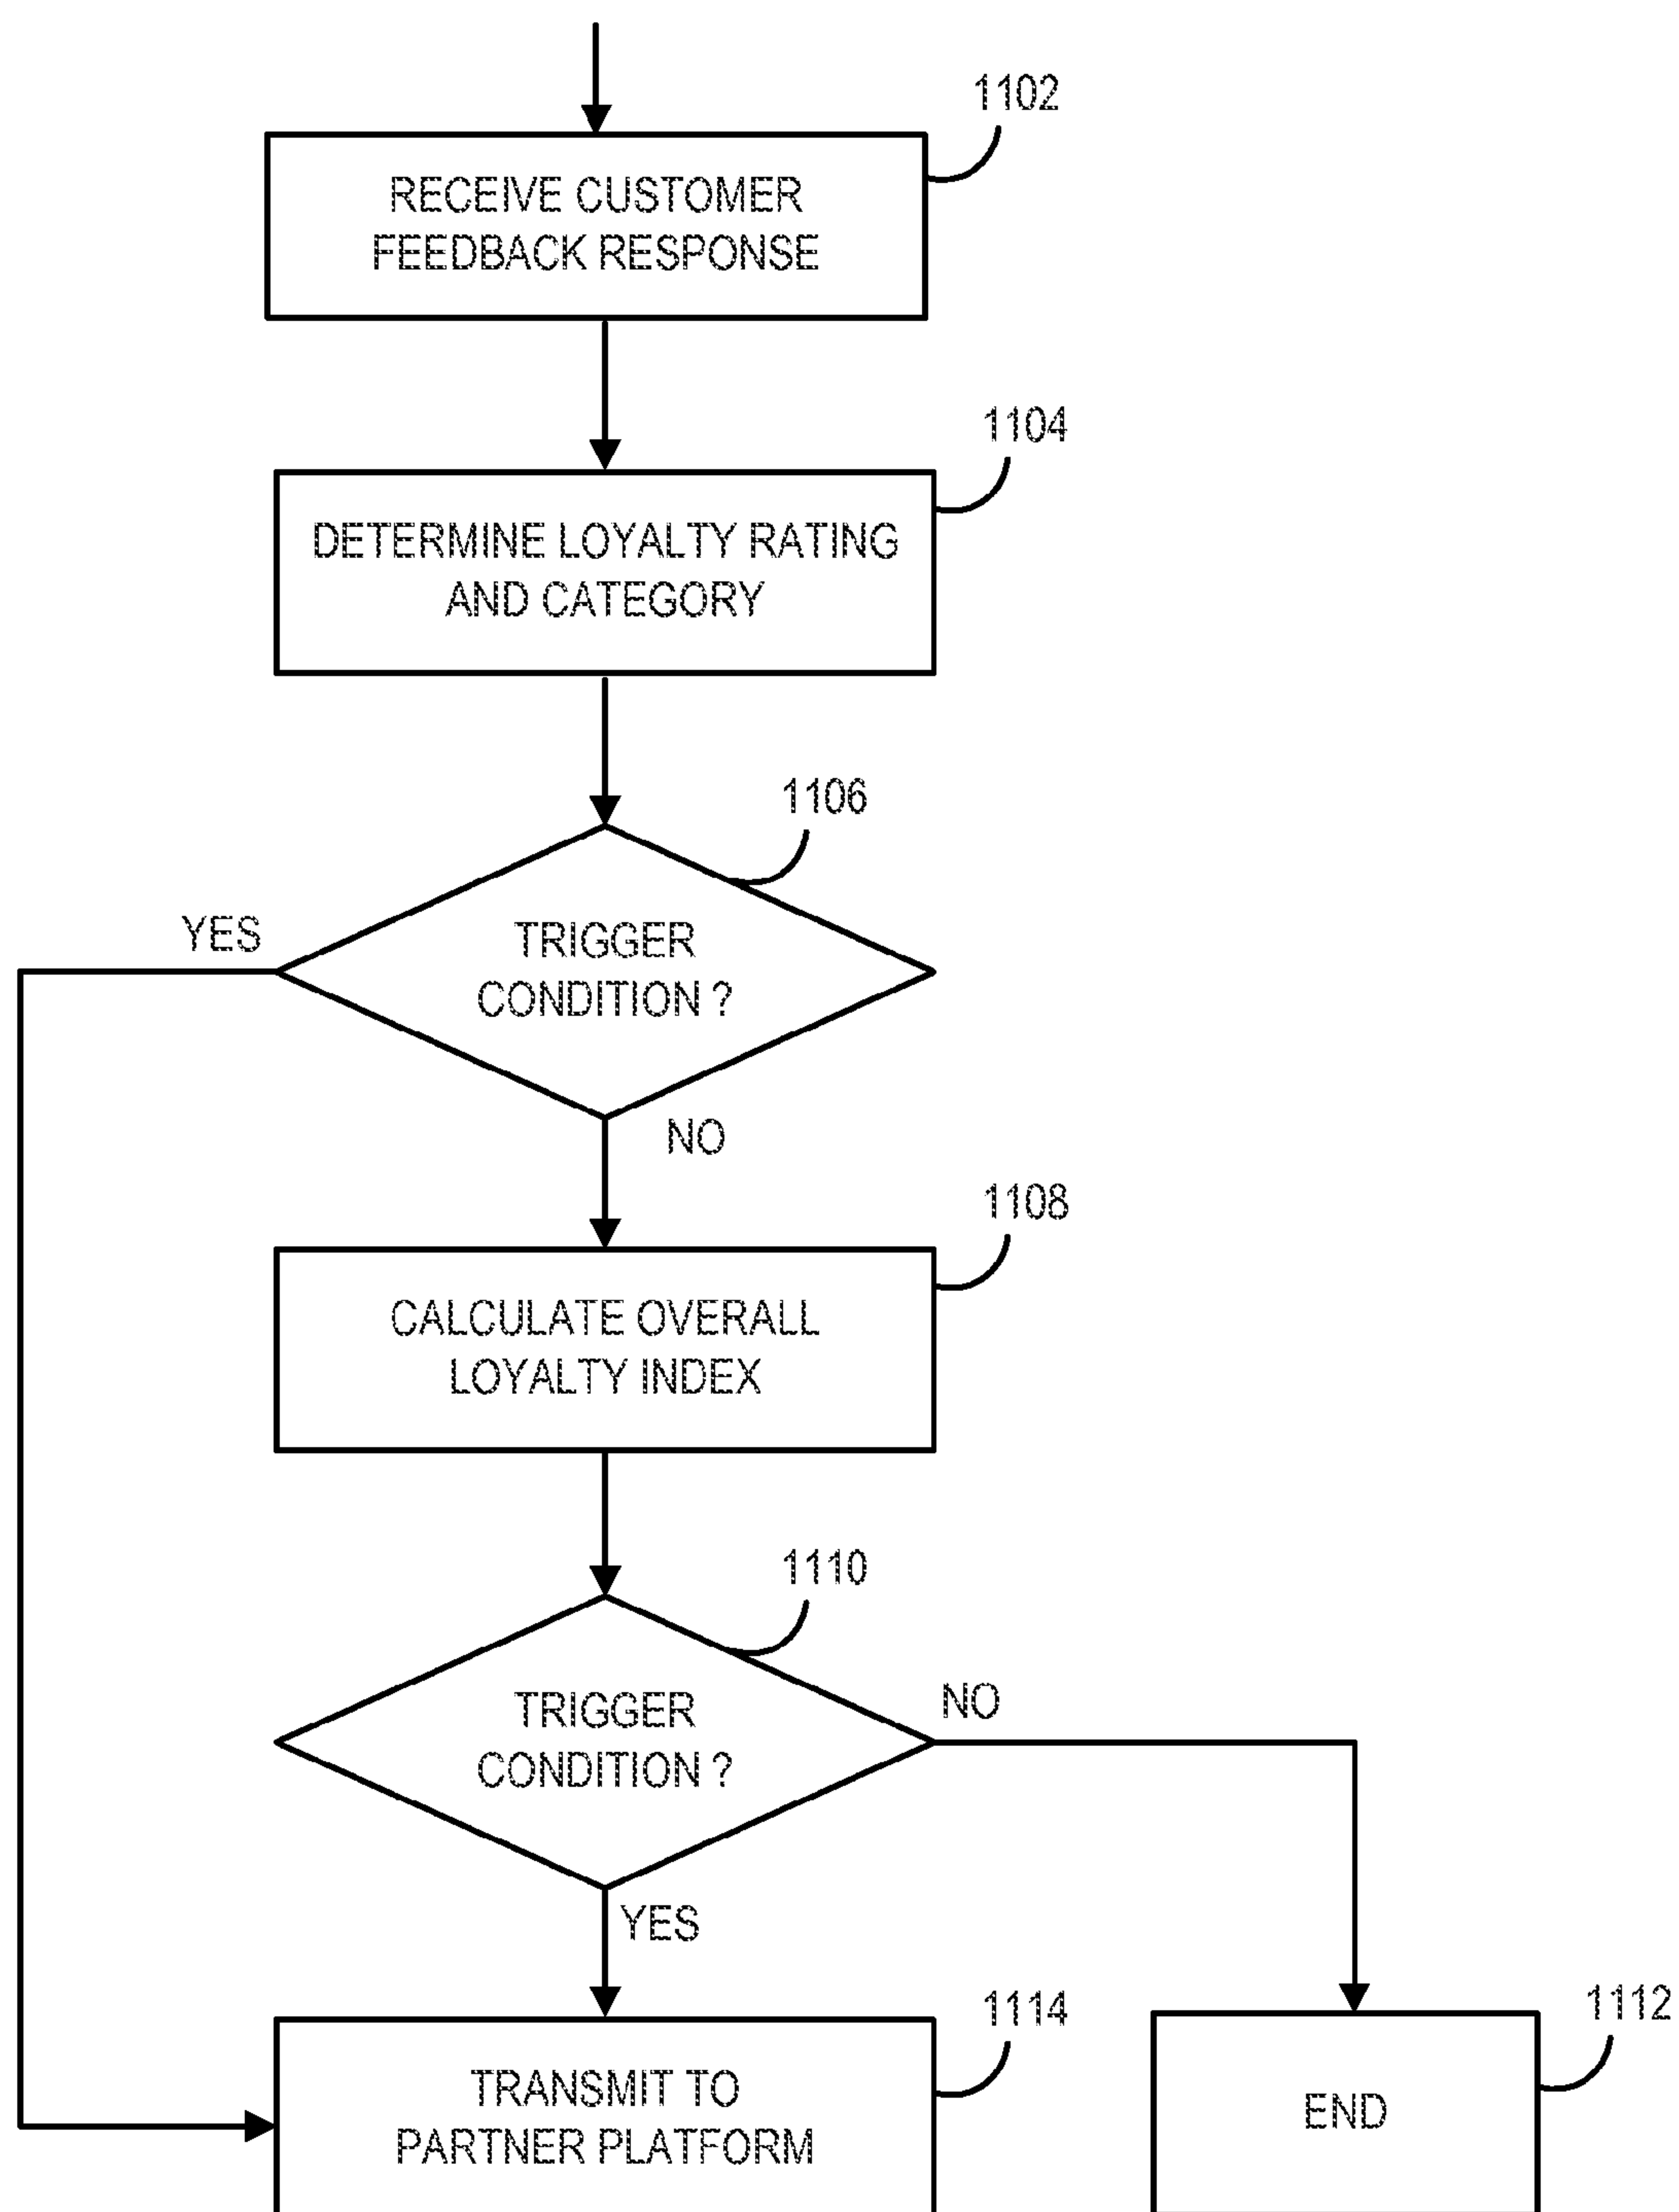 1102
RECEIVE CUSTOMER
FEEDBACK RESPONSE
1104
DETERMINE LOYALTY RATING
AND CATEGORY
1106
YES
TRIGGER
CONDITION ?
NO
1108
CALCULATE OVERALL
LOYALTY INDEX
1110
TRIGGER
CONDITION ?
NO
YES
1114
TRANSMIT TO
PARTNER PLATFORM
1112
END